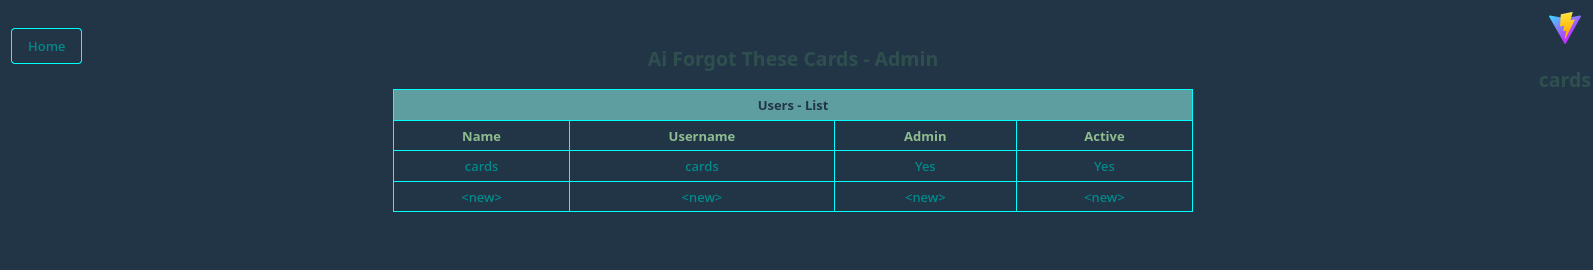 Home
Ai Forgot These Cards - Admin
cards
Users - List
Name Username Admin Active
cards cards Yes Yes
<new> <new> <new> <new>